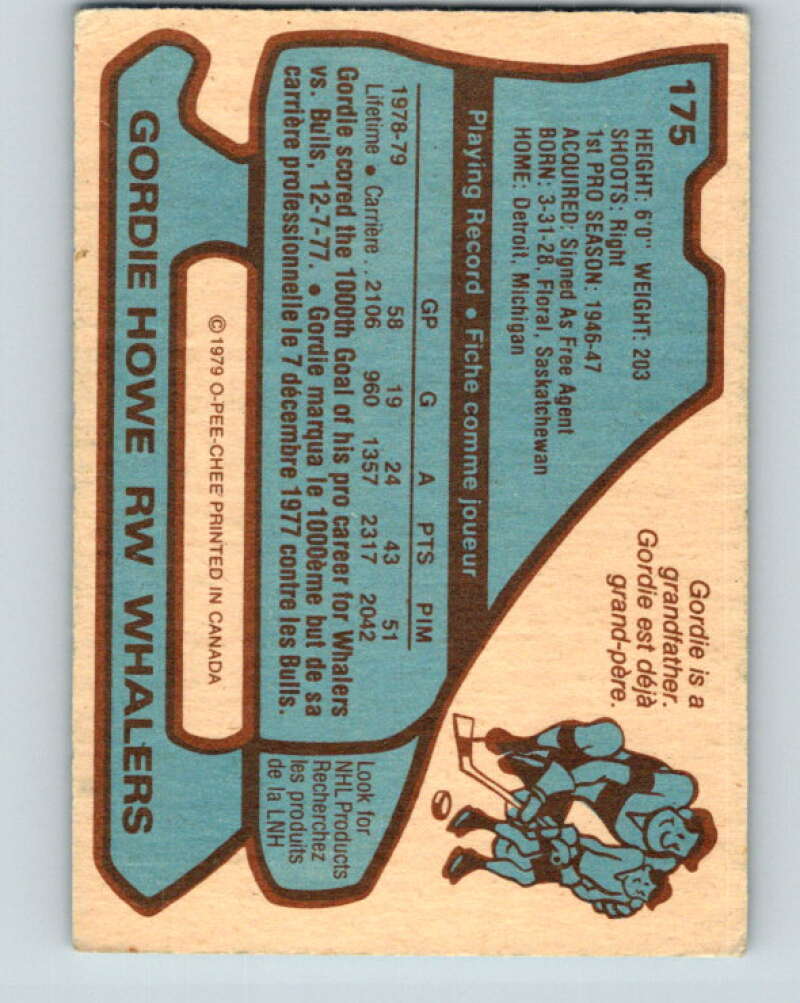 175
HEIGHT: 6'0" WEIGHT: 203
SHOOTS: Right
1st PRO SEASON: 1946-47
ACQUIRED: Signed As Free Agent
BORN: 3-31-28, Floral, Saskatchewan
HOME: Detroit, Michigan
Gordie is a
grandfather.
Gordie est déjà
grand-père.
Playing Record • Fiche comme joueur
GP G A PTS PIM
1978-79 58 19 24 43 51
Lifetime • Carrière .. 2106 960 1357 2317 2042
Gordie scored the 1000th Goal of his pro career for Whalers
vs. Bulls, 12-7-77. • Gordie marqua le 1000ème but de sa
carrière professionnelle le 7 décembre 1977 contre les Bulls.
Look for
NHL Products
Recherchez
les produits
de la LNH
© 1979 O-PEE-CHEE PRINTED IN CANADA
GORDIE HOWE RW WHALERS